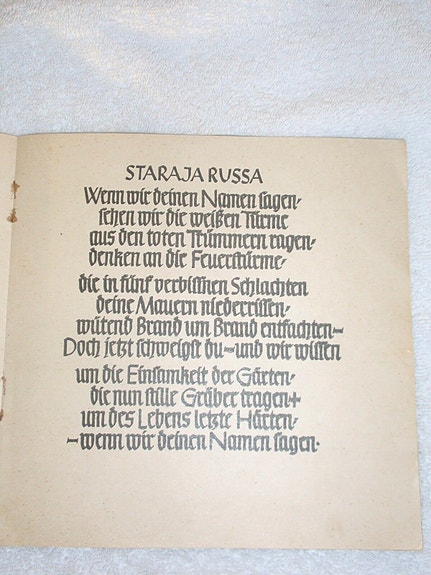 STARAJA RUSSA
Wenn wir deinen Namen sagen,
sehen wir die weißen Türme
aus den toten Trümmern ragen,
denken an die Feuerstürme,
die in fünf verbißnen Schlachten
deine Mauern niederrissen,
wütend Brand um Brand entfachten–
Doch jetzt schweigst du–und wir wissen
um die Einsamkeit der Gärten,
die nun stille Gräber tragen+
um des Lebens letzte Härten,
–wenn wir deinen Namen sagen.